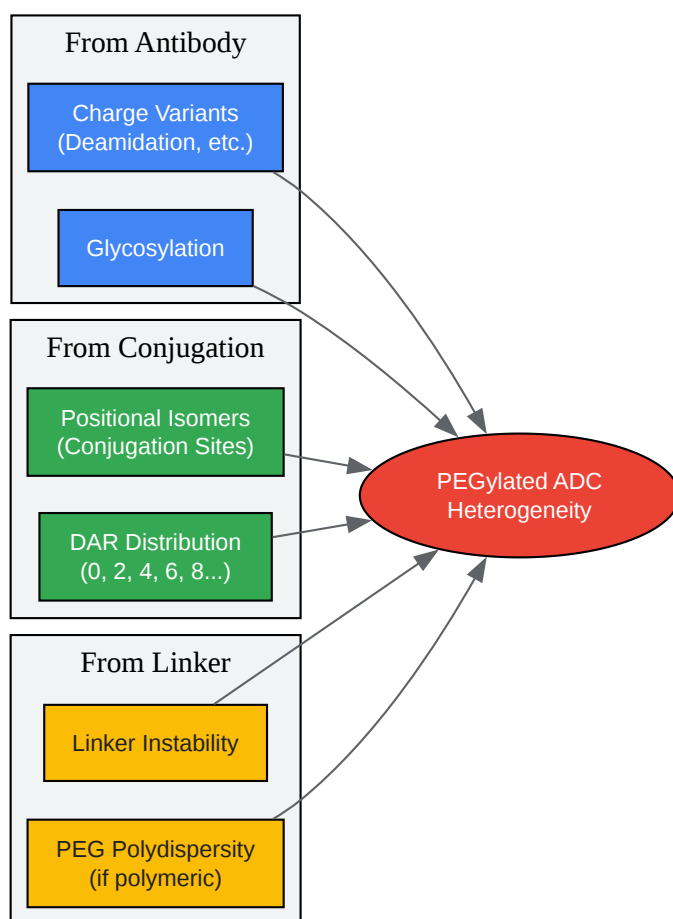 From Antibody
Charge Variants
(Deamidation, etc.)
Glycosylation
From Conjugation
Positional Isomers
(Conjugation Sites)
DAR Distribution
(0, 2, 4, 6, 8...)
PEGylated ADC
Heterogeneity
From Linker
Linker Instability
PEG Polydispersity
(if polymeric)